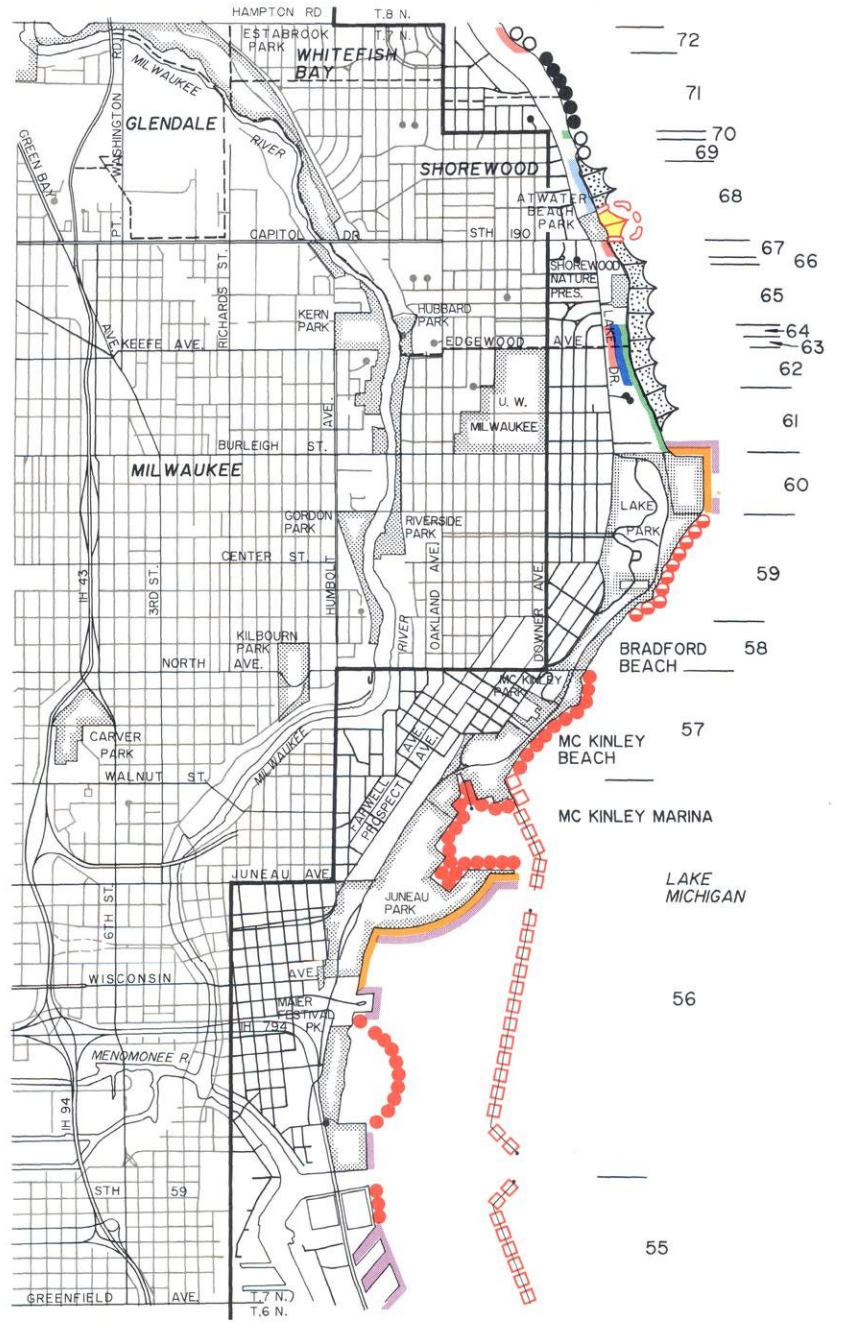 HAMPTON RD
T.8 N.
T.7 N.
ESTABROOK
PARK
WHITEFISH
BAY
MILWAUKEE
RIVER
WASHINGTON
RD.
PT.
GLENDALE
GREEN BAY
AVE.
SHOREWOOD
ATWATER
BEACH
PARK
CAPITOL DR.
STH 190
RICHARDS ST.
SHOREWOOD
NATURE
PRES.
KERN
PARK
HUBBARD
PARK
KEEFE AVE.
EDGEWOOD AVE.
LAKE DR.
U. W.
MILWAUKEE
BURLEIGH ST.
MILWAUKEE
AVE.
HUMBOLT
GORDON
PARK
RIVERSIDE
PARK
LAKE
PARK
CENTER ST.
IH 43
3RD ST.
OAKLAND AVE.
DOWNER AVE.
RIVER
KILBOURN
PARK
NORTH AVE.
BRADFORD
BEACH
MC KINLEY
PARK
CARVER
PARK
MILWAUKEE
MC KINLEY
BEACH
WALNUT ST.
FARWELL AVE.
PROSPECT AVE.
MC KINLEY MARINA
JUNEAU AVE.
JUNEAU
PARK
LAKE
MICHIGAN
6TH ST.
WISCONSIN AVE.
MAIER
FESTIVAL
PK.
IH 794
MENOMONEE R.
IH 94
STH 59
GREENFIELD AVE.
T.7 N.
T.6 N.
72
71
70
69
68
67
66
65
64
63
62
61
60
59
58
57
56
55